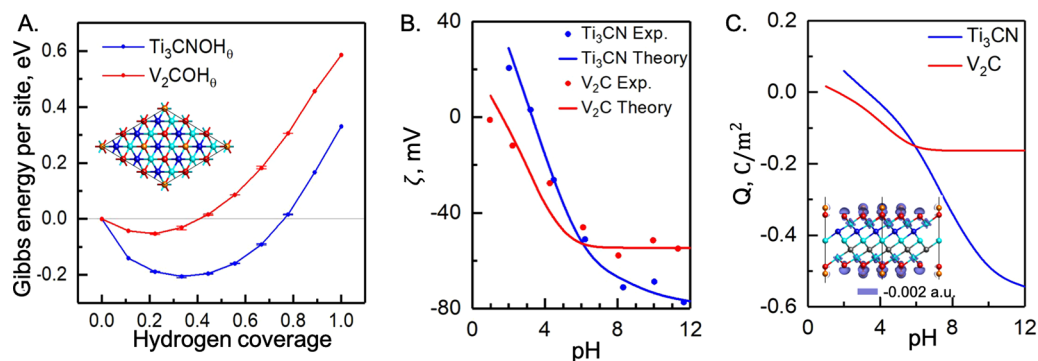 A.
Gibbs energy per site, eV
0.6
0.4
0.2
0.0
-0.2
Ti₃CNOHθ
V₂COHθ
0.0 0.2 0.4 0.6 0.8 1.0
Hydrogen coverage
B.
ζ, mV
40
0
-40
-80
Ti₃CN Exp.
Ti₃CN Theory
V₂C Exp.
V₂C Theory
0 4 8 12
pH
C.
Q, C/m²
0.2
0.0
-0.2
-0.4
-0.6
Ti₃CN
V₂C
-0.002 a.u.
0 4 8 12
pH